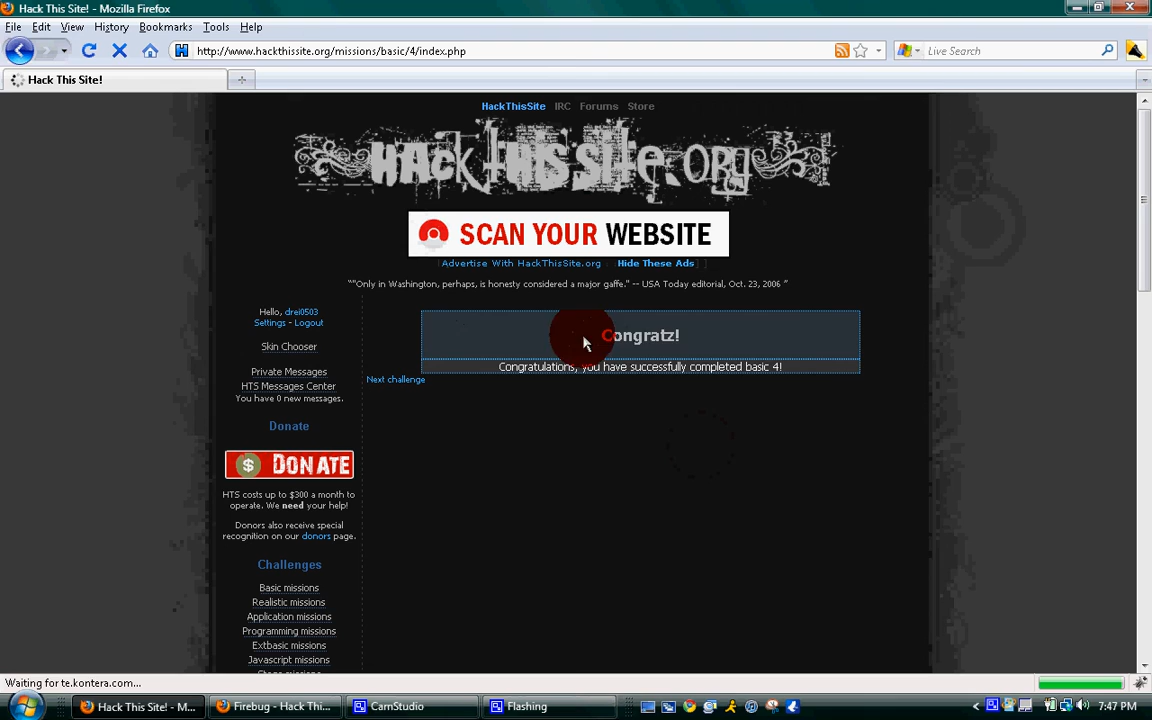 Hack This Site! - Mozilla Firefox
File Edit View History Bookmarks Tools Help
http://www.hackthissite.org/missions/basic/4/index.php
Live Search
Hack This Site!
HackThisSite IRC Forums Store
HACK THIS SITE.ORG
SCAN YOUR WEBSITE
[ Advertise With HackThisSite.org : Hide These Ads ]
""Only in Washington, perhaps, is honesty considered a major gaffe." -- USA Today editorial, Oct. 23, 2006 "
Hello, drei0503
Settings - Logout
Skin Chooser
Private Messages
HTS Messages Center
You have 0 new messages.
Donate
$ DONATE
HTS costs up to $300 a month to
operate. We need your help!
Donors also receive special
recognition on our donors page.
Challenges
Basic missions
Realistic missions
Application missions
Programming missions
Extbasic missions
Javascript missions
Congratz!
Congratulations, you have successfully completed basic 4!
Next challenge
Waiting for te.kontera.com...
Hack This Site! - M...
Firebug - Hack Thi...
CamStudio
Flashing
7:47 PM